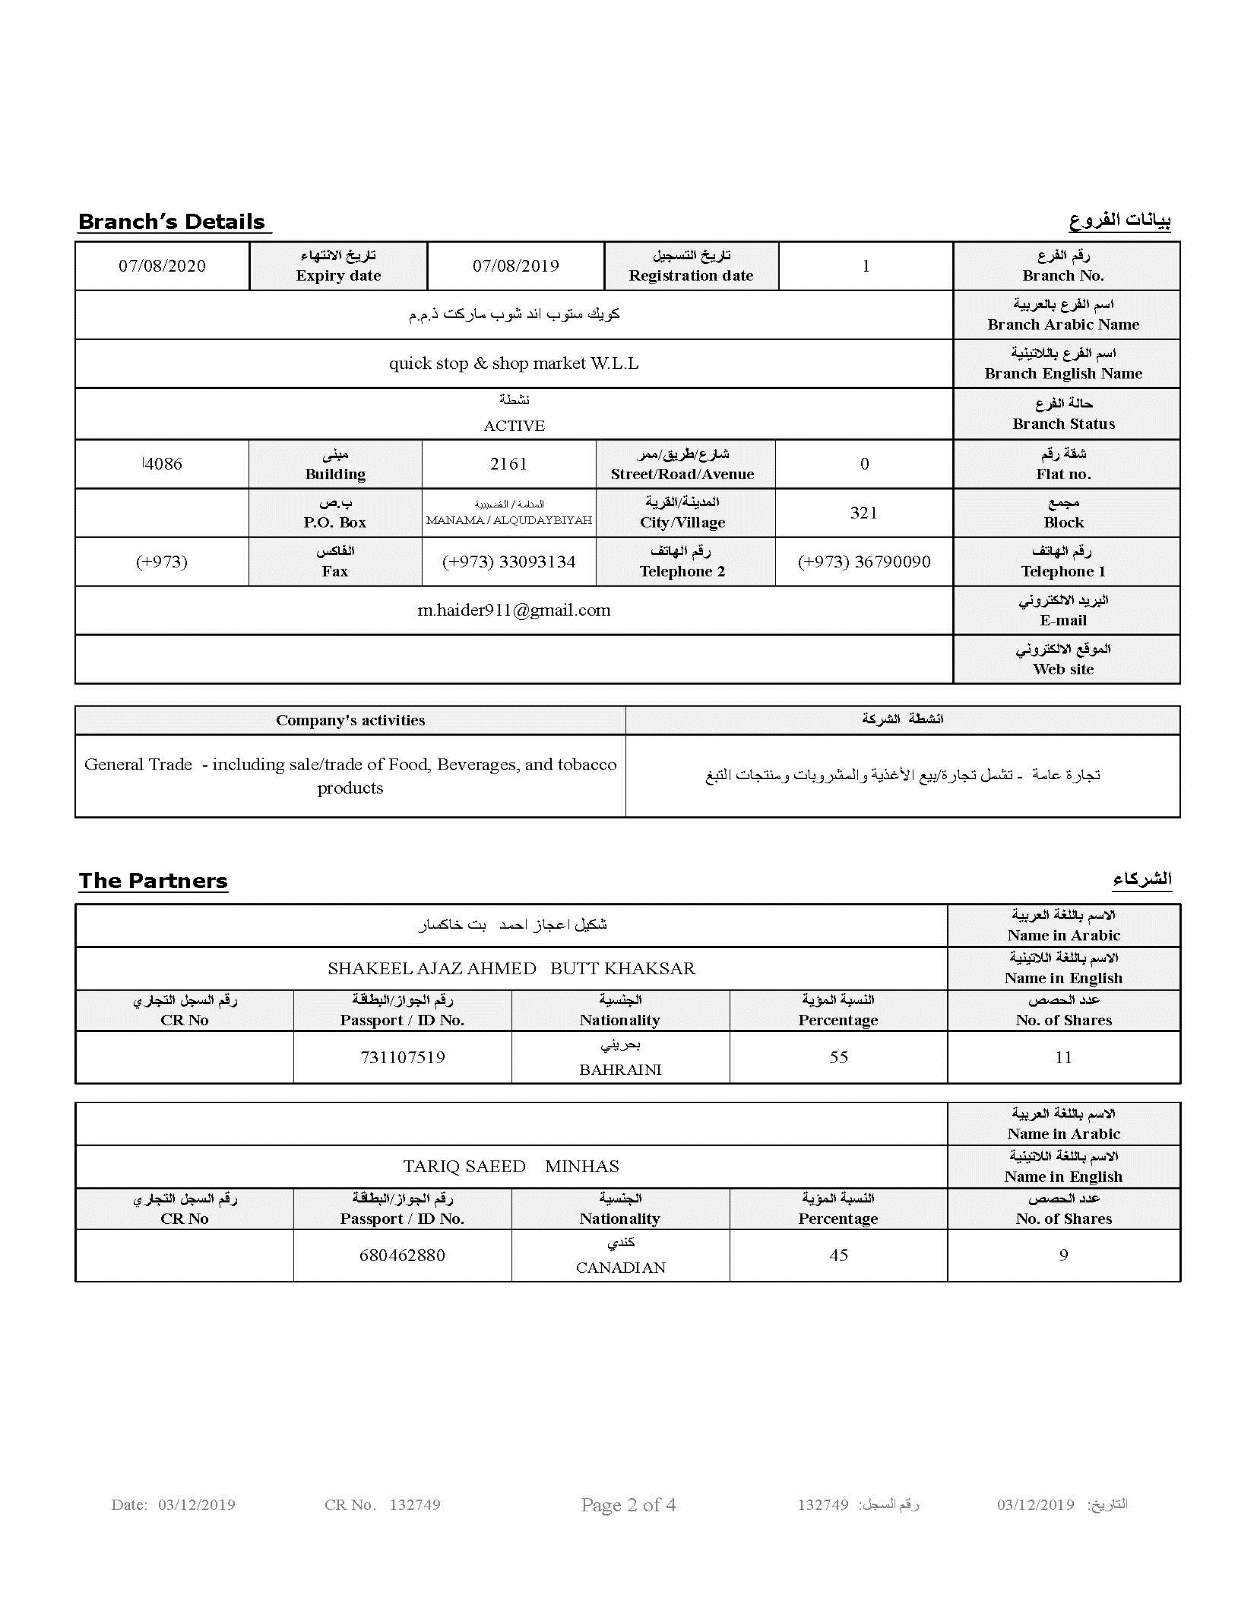 Branch's Details بيانات الفروع
07/08/2020 تاريخ الانتهاء 07/08/2019 تاريخ التسجيل 1 رقم الفرع
Expiry date Registration date Branch No.
كويك ستوب اند شوب ماركت ذ.م.م اسم الفرع بالعربية
Branch Arabic Name
quick stop & shop market W.L.L اسم الفرع باللاتينية
Branch English Name
نشطة حالة الفرع
ACTIVE Branch Status
4086 مبنى 2161 شارع/طريق/ممر 0 شقة رقم
Building Street/Road/Avenue Flat no.
ب.ص المنامة / القضيبية المدينة/القرية 321 مجمع
P.O. Box MANAMA / ALQUDAYBIYAH City/Village Block
(+973) الفاكس (+973) 33093134 رقم الهاتف (+973) 36790090 رقم الهاتف
Fax Telephone 2 Telephone 1
m.haider911@gmail.com البريد الالكتروني
E-mail
الموقع الالكتروني
Web site
Company's activities انشطة الشركة
General Trade - including sale/trade of Food, Beverages, and tobacco تجارة عامة - تشمل تجارة/بيع الأغذية والمشروبات ومنتجات التبغ
products
The Partners الشركاء
شكيل اعجاز احمد بت خاكسار الاسم باللغة العربية
Name in Arabic
SHAKEEL AJAZ AHMED BUTT KHAKSAR الاسم باللغة اللاتينية
Name in English
رقم السجل التجاري رقم الجواز/البطاقة الجنسية النسبة المؤية عدد الحصص
CR No Passport / ID No. Nationality Percentage No. of Shares
731107519 بحريني 55 11
BAHRAINI
الاسم باللغة العربية
Name in Arabic
TARIQ SAEED MINHAS الاسم باللغة اللاتينية
Name in English
رقم السجل التجاري رقم الجواز/البطاقة الجنسية النسبة المؤية عدد الحصص
CR No Passport / ID No. Nationality Percentage No. of Shares
680462880 كندي 45 9
CANADIAN
Date: 03/12/2019 CR No. 132749 Page 2 of 4 رقم السجل: 132749 التاريخ: 03/12/2019